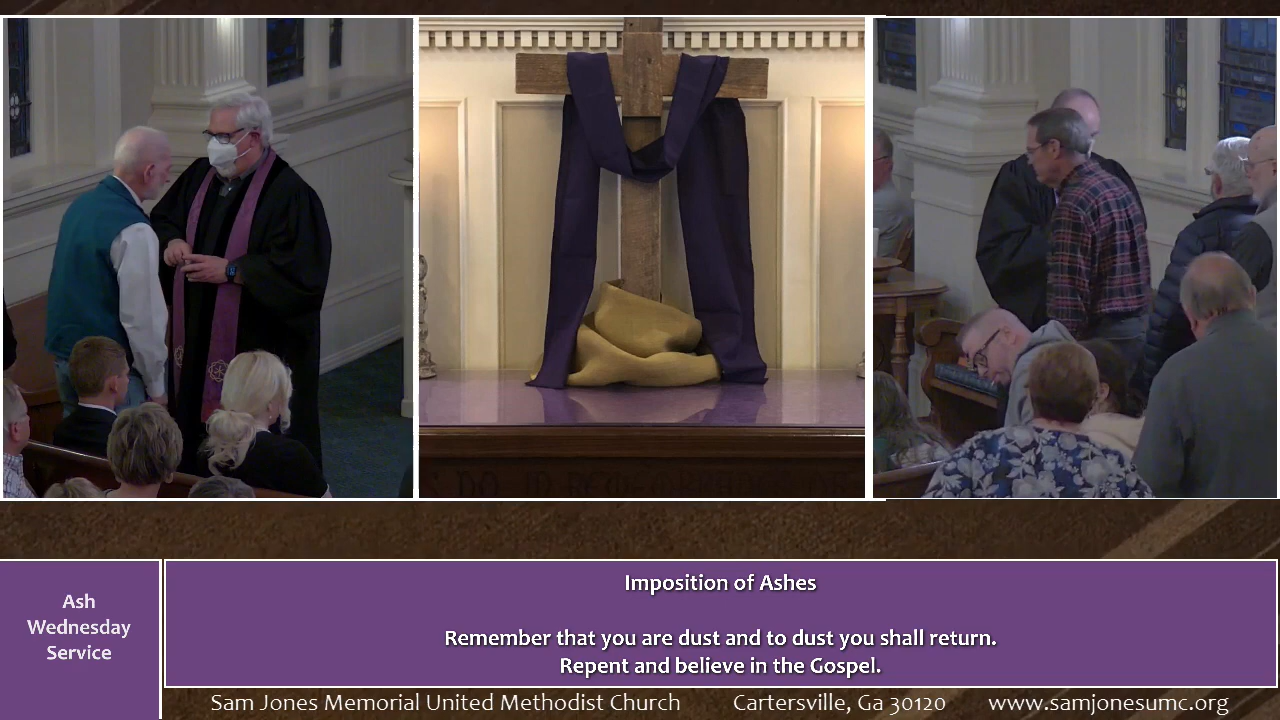 Imposition of Ashes
Ash
Wednesday
Service
Remember that you are dust and to dust you shall return.
Repent and believe in the Gospel.
Sam Jones Memorial United Methodist Church Cartersville, Ga 30120 www.samjonesumc.org